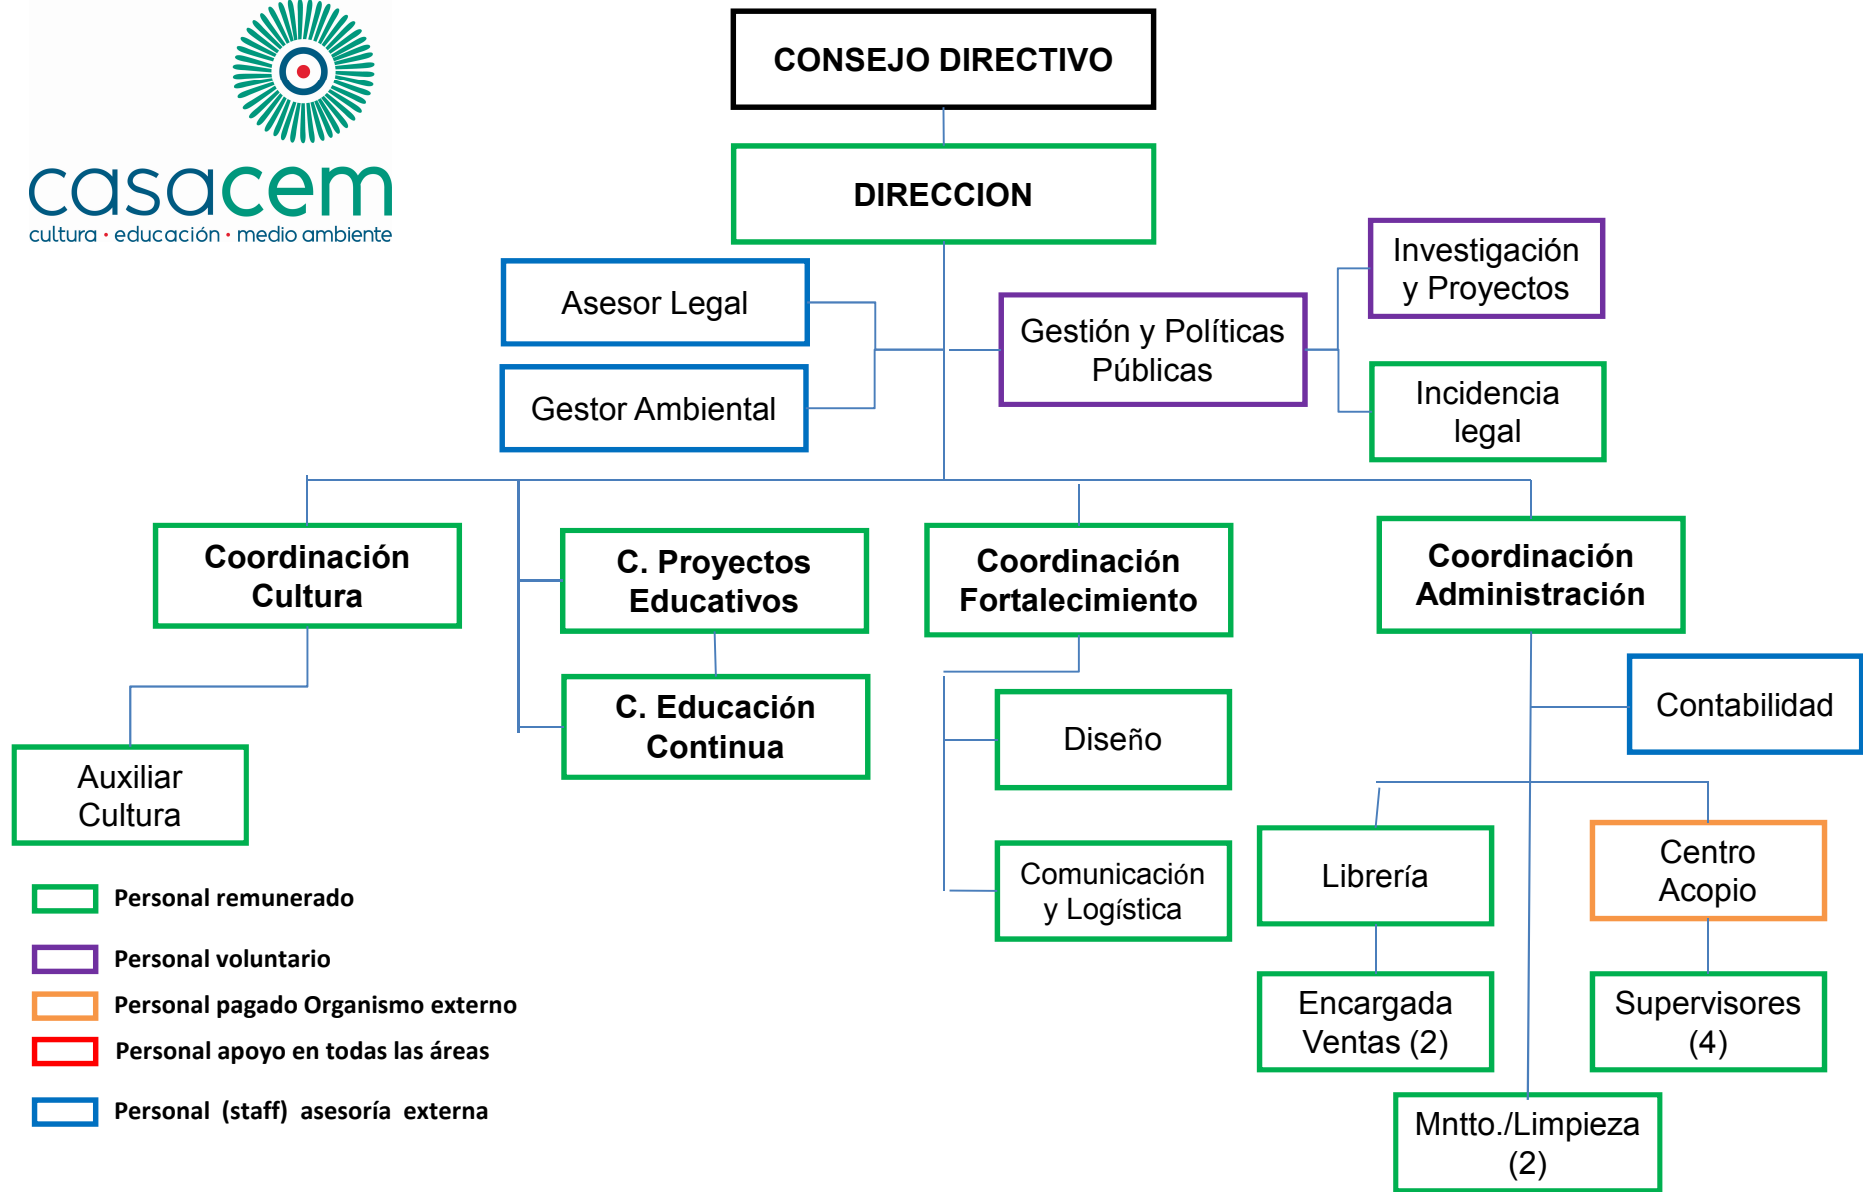 casacem
cultura · educación · medio ambiente
CONSEJO DIRECTIVO
DIRECCION
Asesor Legal
Gestor Ambiental
Gestión y Políticas
Públicas
Investigación
y Proyectos
Incidencia
legal
Coordinación
Cultura
C. Proyectos
Educativos
Coordinación
Fortalecimiento
Coordinación
Administración
Auxiliar
Cultura
C. Educación
Continua
Diseño
Comunicación
y Logística
Contabilidad
Librería
Centro
Acopio
Encargada
Ventas (2)
Supervisores
(4)
Mntto./Limpieza
(2)
Personal remunerado
Personal voluntario
Personal pagado Organismo externo
Personal apoyo en todas las áreas
Personal (staff) asesoría externa